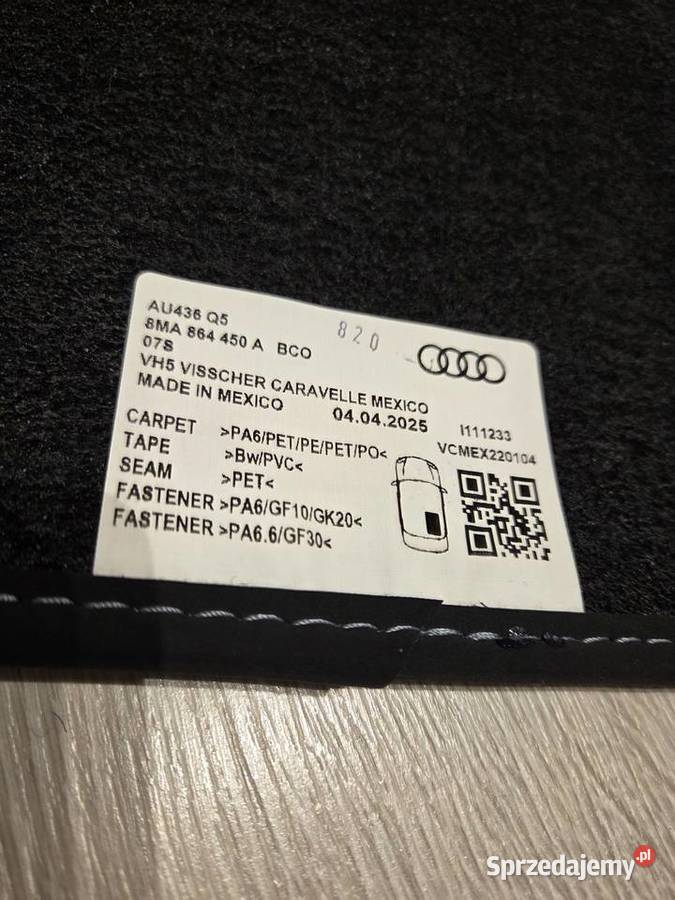 AU436 Q5
820
8MA 864 450 A BCO
07S
VH5 VISSCHER CARAVELLE MEXICO
MADE IN MEXICO 04.04.2025
I111233
VCMEX220104
CARPET >PA6/PET/PE/PET/PO<
TAPE >Bw/PVC<
SEAM >PET<
FASTENER >PA6/GF10/GK20<
FASTENER >PA6.6/GF30<
Sprzedajemy.pl